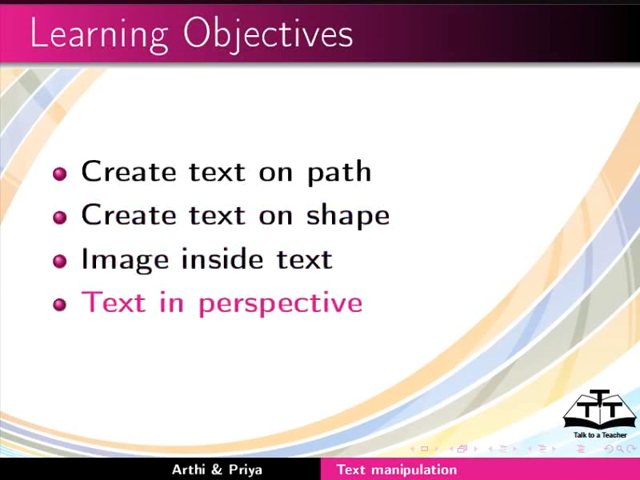 Learning Objectives
Create text on path
Create text on shape
Image inside text
Text in perspective
TTT
Talk to a Teacher
Arthi & Priya
Text manipulation